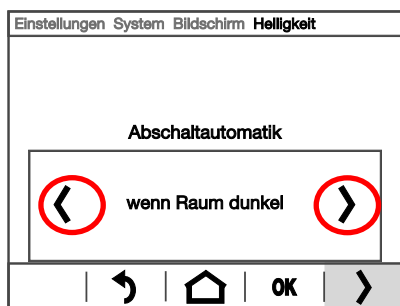 Einstellungen System Bildschirm Helligkeit
Abschaltautomatik
wenn Raum dunkel
OK